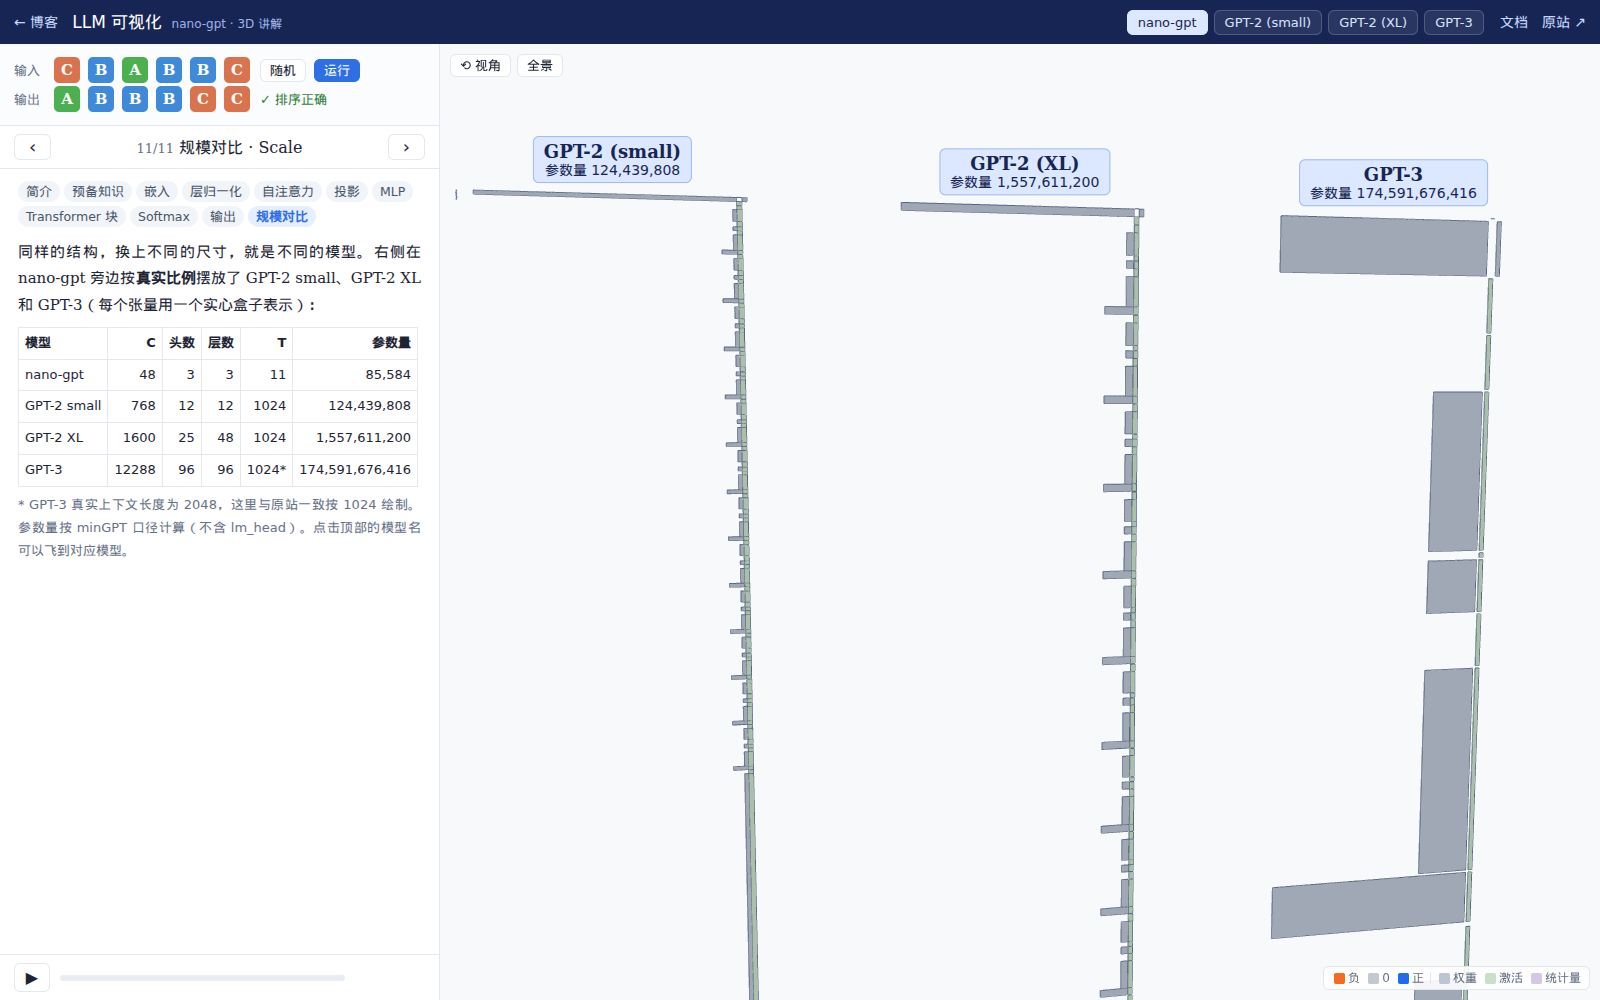 ← 博客 LLM 可视化 nano-gpt · 3D 讲解 nano-gpt GPT-2 (small) GPT-2 (XL) GPT-3 文档 原站 ↗
输入 C B A B B C 随机 运行
输出 A B B B C C ✓ 排序正确
‹ 11/11 规模对比 · Scale ›
简介 预备知识 嵌入 层归一化 自注意力 投影 MLP
Transformer 块 Softmax 输出 规模对比
同样的结构，换上不同的尺寸，就是不同的模型。右侧在
nano-gpt 旁边按真实比例摆放了 GPT-2 small、GPT-2 XL
和 GPT-3（每个张量用一个实心盒子表示）：
模型 C 头数 层数 T 参数量
nano-gpt 48 3 3 11 85,584
GPT-2 small 768 12 12 1024 124,439,808
GPT-2 XL 1600 25 48 1024 1,557,611,200
GPT-3 12288 96 96 1024* 174,591,676,416
* GPT-3 真实上下文长度为 2048，这里与原站一致按 1024 绘制。
参数量按 minGPT 口径计算（不含 lm_head）。点击顶部的模型名
可以飞到对应模型。
⟲ 视角 全景
GPT-2 (small)
参数量 124,439,808
GPT-2 (XL)
参数量 1,557,611,200
GPT-3
参数量 174,591,676,416
负 0 正 权重 激活 统计量